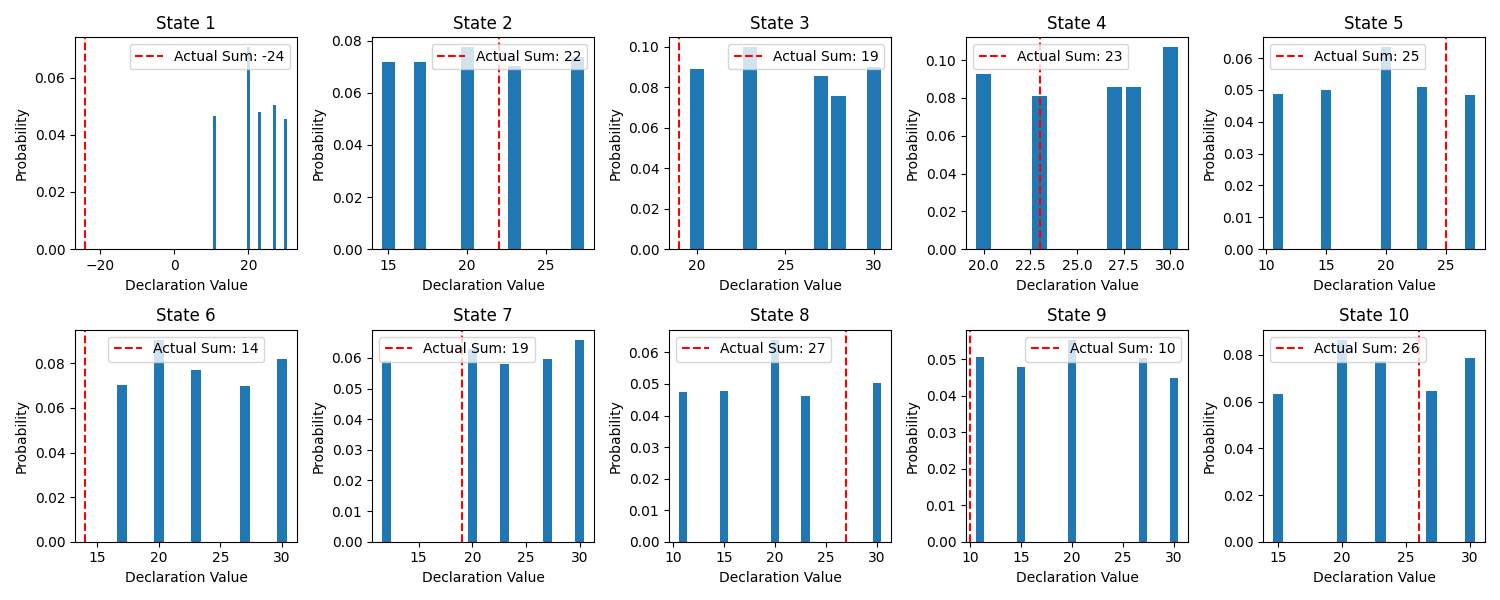 State 1
Actual Sum: -24
Probability
0.06
0.04
0.02
0.00
−20
0
20
Declaration Value
State 2
Actual Sum: 22
Probability
0.08
0.06
0.04
0.02
0.00
15
20
25
Declaration Value
State 3
Actual Sum: 19
Probability
0.10
0.08
0.06
0.04
0.02
0.00
20
25
30
Declaration Value
State 4
Actual Sum: 23
Probability
0.10
0.08
0.06
0.04
0.02
0.00
20.0
22.5
25.0
27.5
30.0
Declaration Value
State 5
Actual Sum: 25
Probability
0.06
0.05
0.04
0.03
0.02
0.01
0.00
10
15
20
25
Declaration Value
State 6
Actual Sum: 14
Probability
0.08
0.06
0.04
0.02
0.00
15
20
25
30
Declaration Value
State 7
Actual Sum: 19
Probability
0.06
0.05
0.04
0.03
0.02
0.01
0.00
15
20
25
30
Declaration Value
State 8
Actual Sum: 27
Probability
0.06
0.05
0.04
0.03
0.02
0.01
0.00
10
15
20
25
30
Declaration Value
State 9
Actual Sum: 10
Probability
0.05
0.04
0.03
0.02
0.01
0.00
10
15
20
25
30
Declaration Value
State 10
Actual Sum: 26
Probability
0.08
0.06
0.04
0.02
0.00
15
20
25
30
Declaration Value